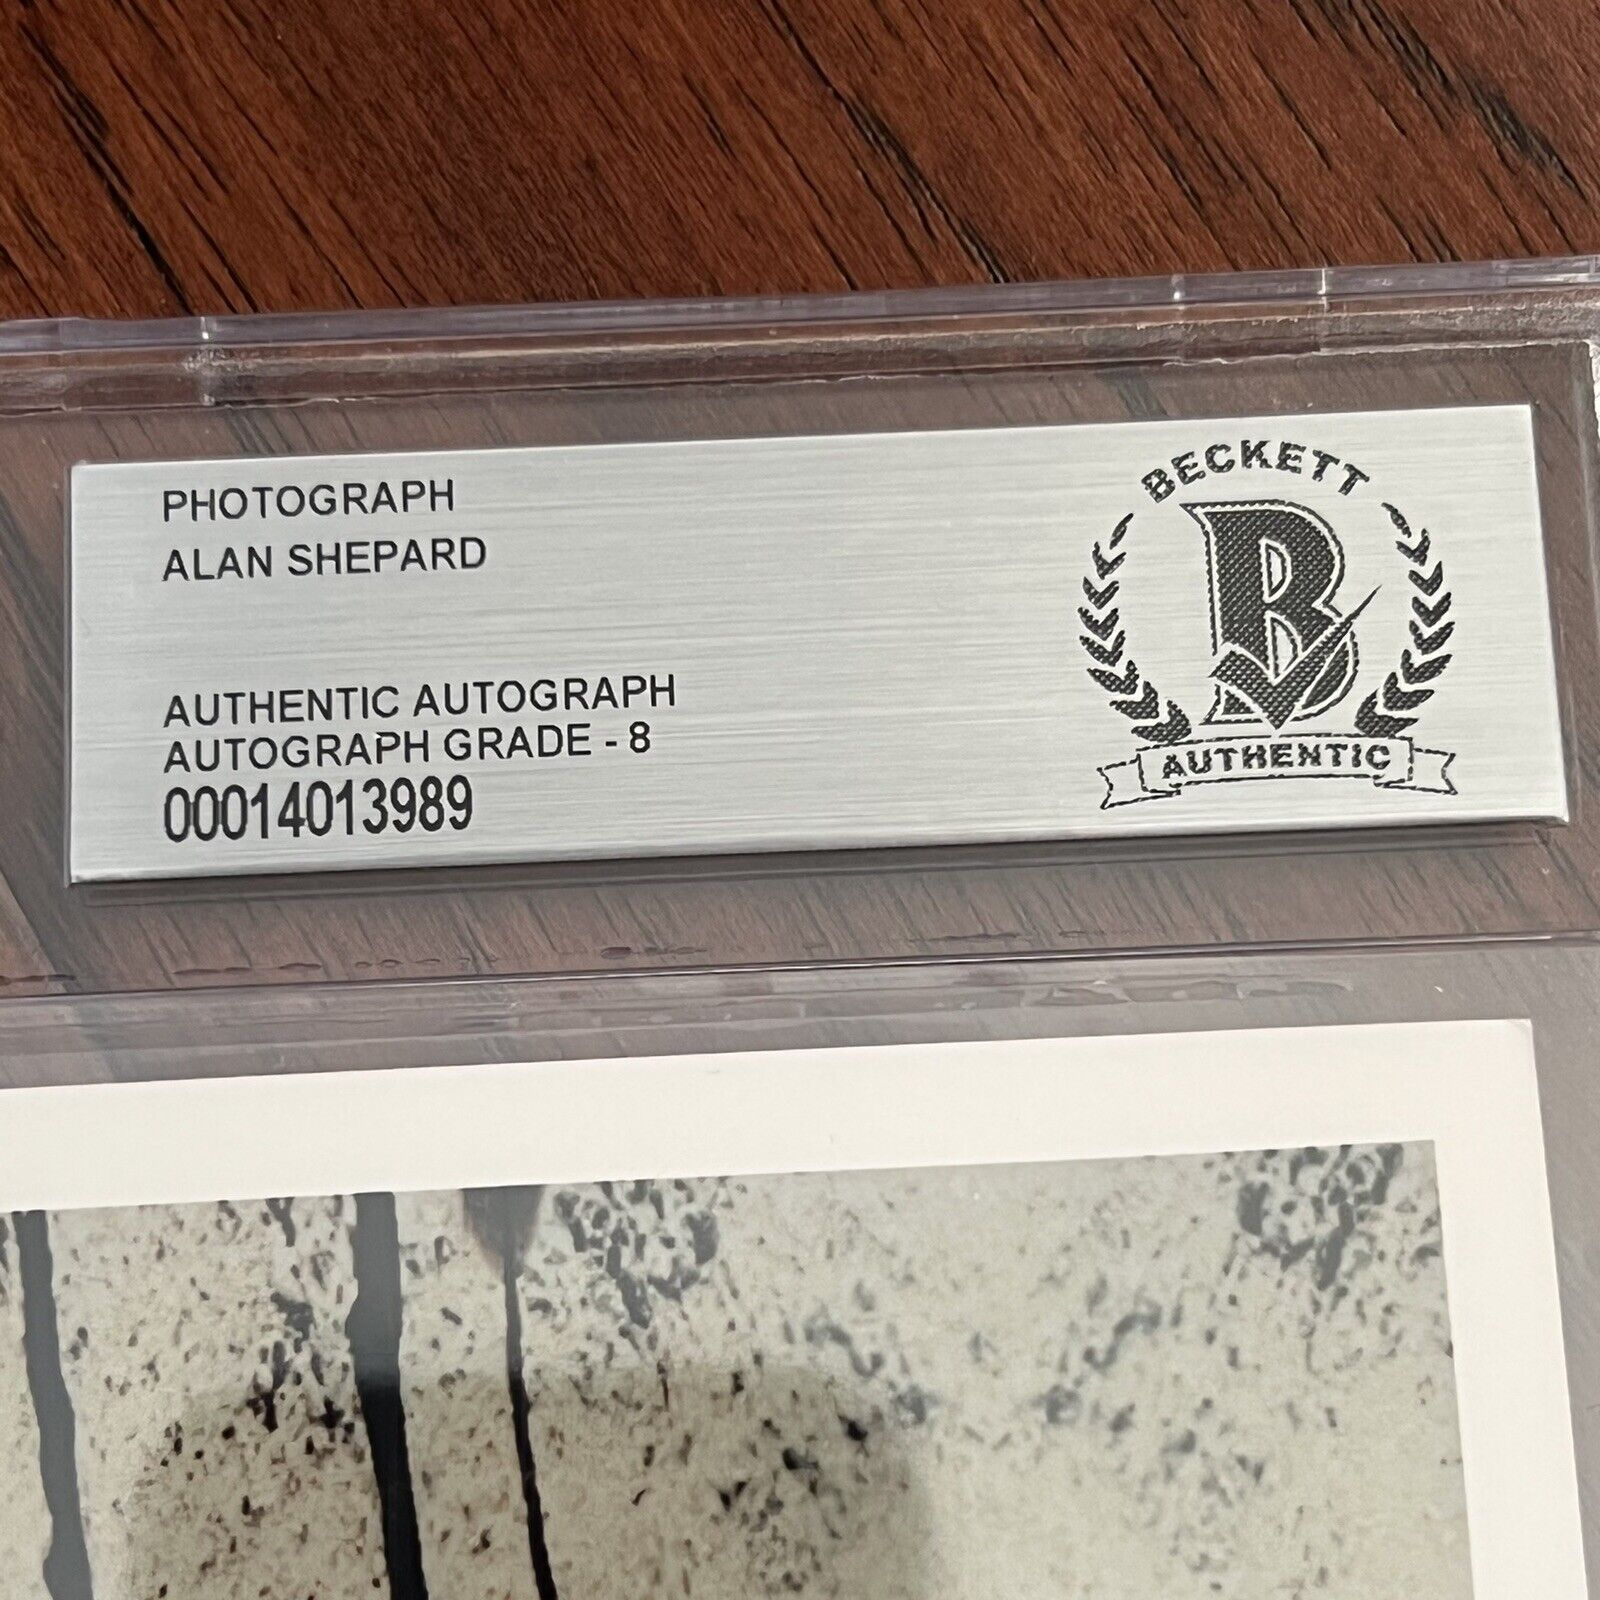 PHOTOGRAPH
ALAN SHEPARD
AUTHENTIC AUTOGRAPH
AUTOGRAPH GRADE - 8
00014013989
BECKETT
B
AUTHENTIC